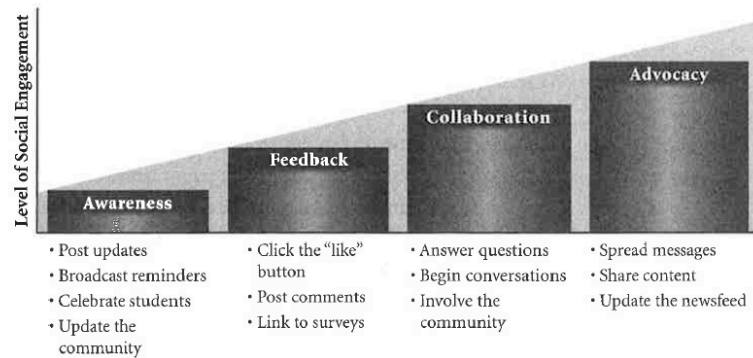 Level of Social Engagement
Awareness
Feedback
Collaboration
Advocacy
• Post updates
• Broadcast reminders
• Celebrate students
• Update the
community
• Click the “like”
button
• Post comments
• Link to surveys
• Answer questions
• Begin conversations
• Involve the
community
• Spread messages
• Share content
• Update the newsfeed